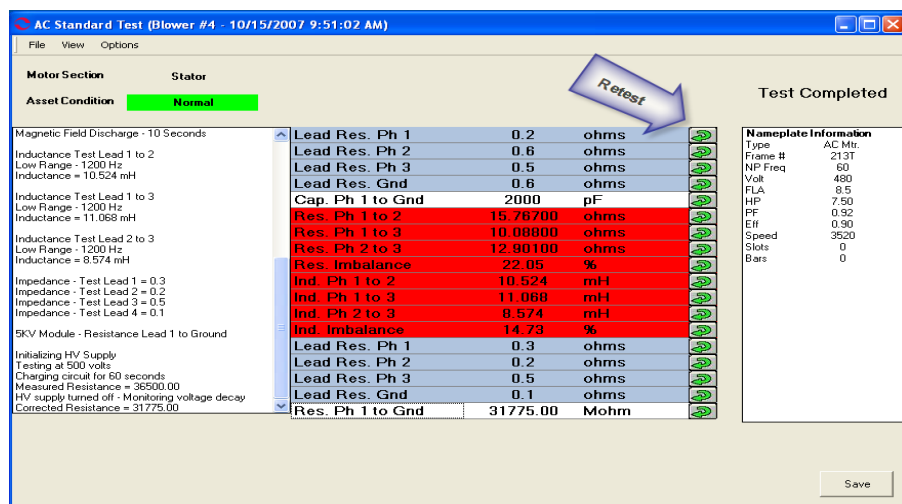 AC Standard Test (Blower #4 - 10/15/2007 9:51:02 AM)
File View Options
Motor Section Stator
Asset Condition Normal
Retest
Test Completed
Magnetic Field Discharge - 10 Seconds
Inductance Test Lead 1 to 2
Low Range - 1200 Hz
Inductance = 10.524 mH
Inductance Test Lead 1 to 3
Low Range - 1200 Hz
Inductance = 11.068 mH
Inductance Test Lead 2 to 3
Low Range - 1200 Hz
Inductance = 8.574 mH
Impedance - Test Lead 1 = 0.3
Impedance - Test Lead 2 = 0.2
Impedance - Test Lead 3 = 0.5
Impedance - Test Lead 4 = 0.1
5KV Module - Resistance Lead 1 to Ground
Initializing HV Supply
Testing at 500 volts
Charging circuit for 60 seconds
Measured Resistance = 36500.00
HV supply turned off - Monitoring voltage decay
Corrected Resistance = 31775.00
Lead Res. Ph 1 0.2 ohms
Lead Res. Ph 2 0.6 ohms
Lead Res. Ph 3 0.5 ohms
Lead Res. Gnd 0.6 ohms
Cap. Ph 1 to Gnd 2000 pF
Res. Ph 1 to 2 15.76700 ohms
Res. Ph 1 to 3 10.08800 ohms
Res. Ph 2 to 3 12.90100 ohms
Res. Imbalance 22.05 %
Ind. Ph 1 to 2 10.524 mH
Ind. Ph 1 to 3 11.068 mH
Ind. Ph 2 to 3 8.574 mH
Ind. Imbalance 14.73 %
Lead Res. Ph 1 0.3 ohms
Lead Res. Ph 2 0.2 ohms
Lead Res. Ph 3 0.5 ohms
Lead Res. Gnd 0.1 ohms
Res. Ph 1 to Gnd 31775.00 Mohm
Nameplate Information
Type AC Mtr.
Frame # 213T
NP Freq 60
Volt 480
FLA 8.5
HP 7.50
PF 0.92
Eff 0.90
Speed 3520
Slots 0
Bars 0
Save